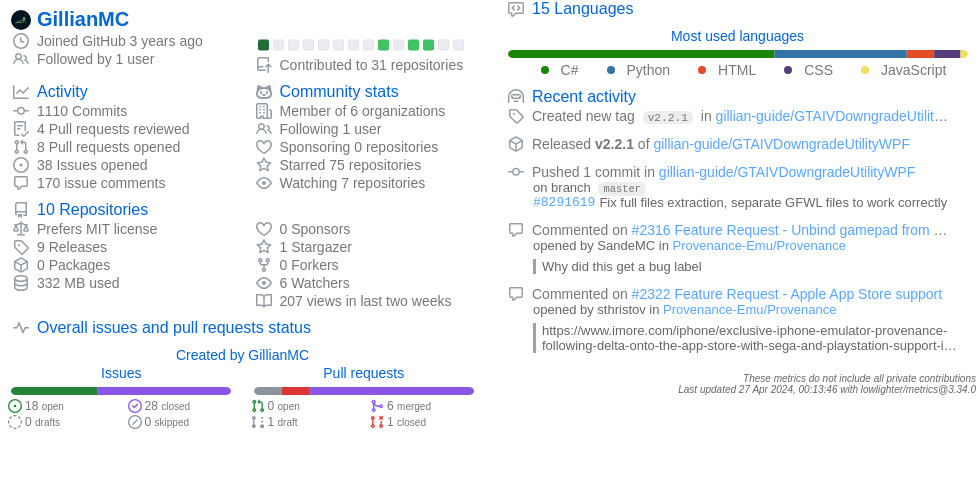 GillianMC
Joined GitHub 3 years ago
Followed by 1 user
Contributed to 31 repositories
Activity
1110 Commits
4 Pull requests reviewed
8 Pull requests opened
38 Issues opened
170 issue comments
Community stats
Member of 6 organizations
Following 1 user
Sponsoring 0 repositories
Starred 75 repositories
Watching 7 repositories
10 Repositories
Prefers MIT license
9 Releases
0 Packages
332 MB used
0 Sponsors
1 Stargazer
0 Forkers
6 Watchers
207 views in last two weeks
Overall issues and pull requests status
Created by GillianMC
Issues
18 open
28 closed
0 drafts
0 skipped
Pull requests
0 open
6 merged
1 draft
1 closed
15 Languages
Most used languages
C# Python HTML CSS JavaScript
Recent activity
Created new tag v2.2.1 in gillian-guide/GTAIVDowngradeUtilit…
Released v2.2.1 of gillian-guide/GTAIVDowngradeUtilityWPF
Pushed 1 commit in gillian-guide/GTAIVDowngradeUtilityWPF
on branch master
#8291619 Fix full files extraction, separate GFWL files to work correctly
Commented on #2316 Feature Request - Unbind gamepad from …
opened by SandeMC in Provenance-Emu/Provenance
Why did this get a bug label
Commented on #2322 Feature Request - Apple App Store support
opened by sthristov in Provenance-Emu/Provenance
https://www.imore.com/iphone/exclusive-iphone-emulator-provenance-
following-delta-onto-the-app-store-with-sega-and-playstation-support-i…
These metrics do not include all private contributions
Last updated 27 Apr 2024, 00:13:46 with lowlighter/metrics@3.34.0